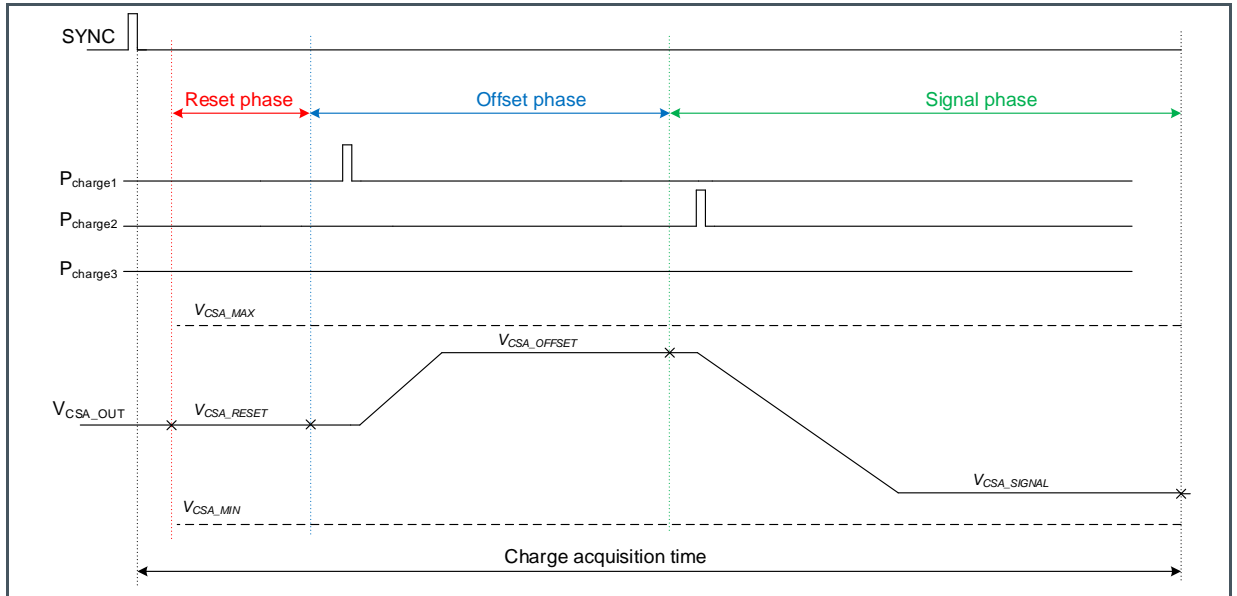 SYNC
Reset phase
Offset phase
Signal phase
Pcharge1
Pcharge2
Pcharge3
VCSA_MAX
VCSA_OFFSET
VCSA_OUT
VCSA_RESET
VCSA_SIGNAL
VCSA_MIN
Charge acquisition time